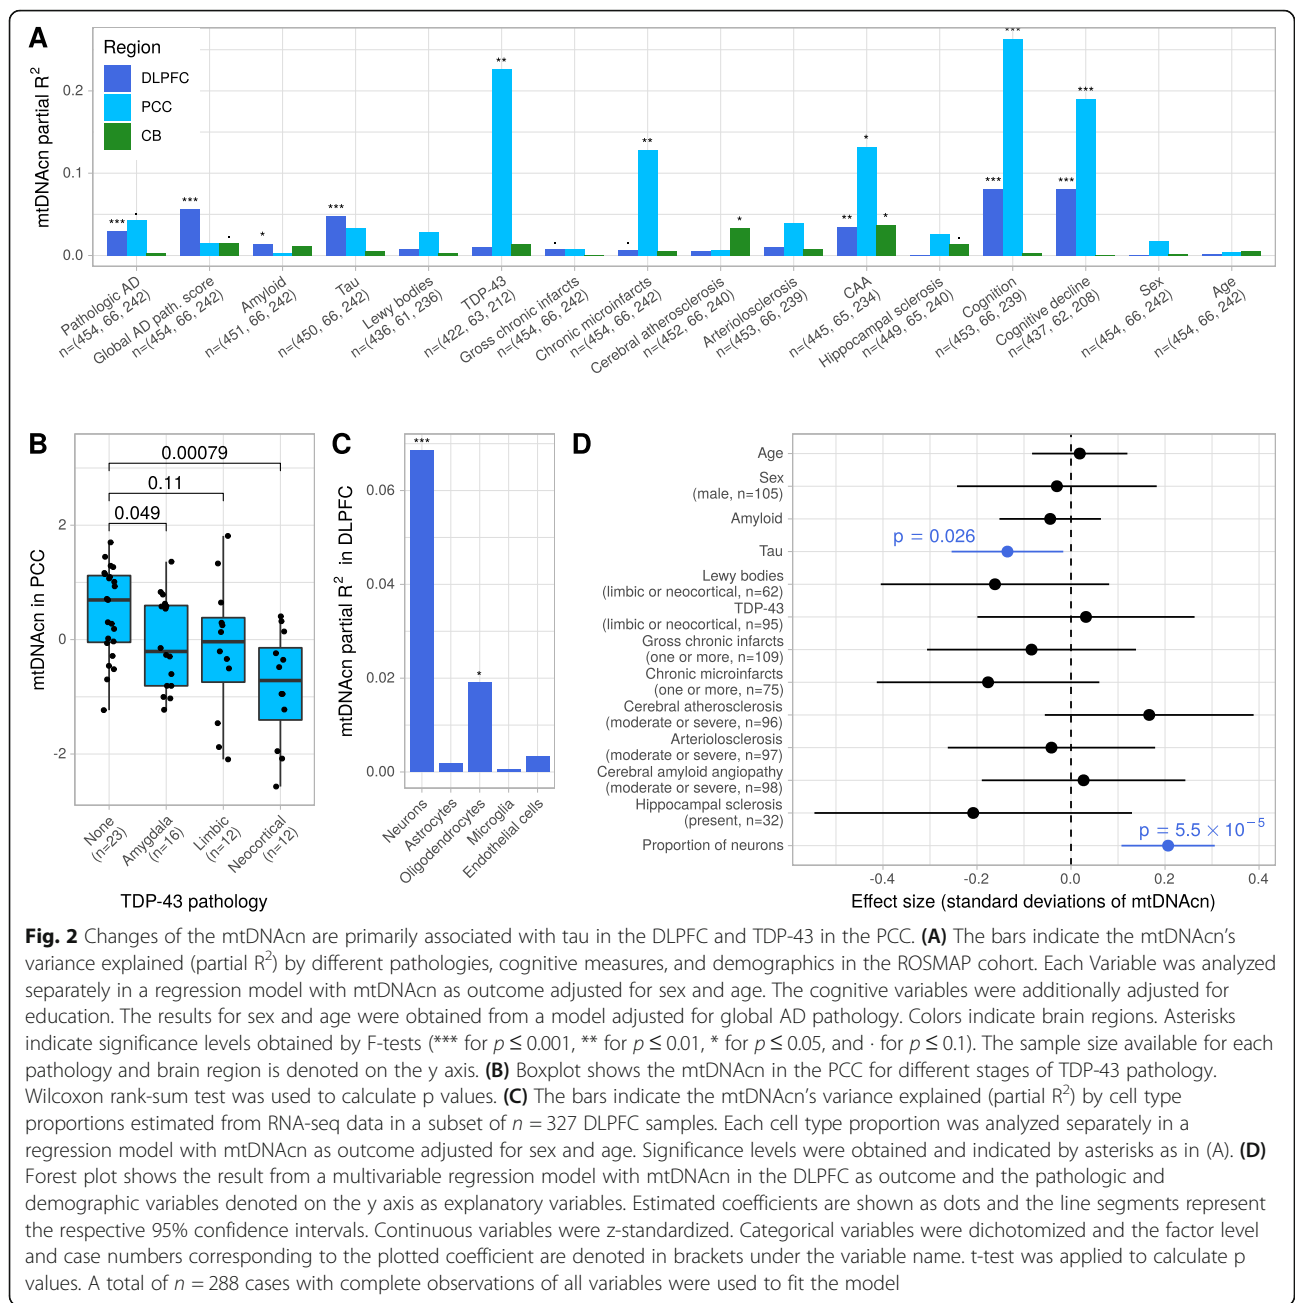 A
Region
DLPFC
PCC
CB
mtDNAcn partial R²
0.2
0.1
0.0
***
·
***
·
*
***
**
·
·
**
*
**
*
*
·
***
***
***
***
Pathologic AD
n=(454, 66, 242)
Global AD path. score
n=(454, 66, 242)
Amyloid
n=(451, 66, 242)
Tau
n=(450, 66, 242)
Lewy bodies
n=(436, 61, 236)
TDP-43
n=(422, 63, 212)
Gross chronic infarcts
n=(454, 66, 242)
Chronic microinfarcts
n=(454, 66, 242)
Cerebral atherosclerosis
n=(452, 66, 240)
Arteriolosclerosis
n=(453, 66, 239)
CAA
n=(445, 65, 234)
Hippocampal sclerosis
n=(449, 65, 240)
Cognition
n=(453, 66, 239)
Cognitive decline
n=(437, 62, 208)
Sex
n=(454, 66, 242)
Age
n=(454, 66, 242)
B
mtDNAcn in PCC
2
0
-2
0.00079
0.11
0.049
None
(n=23)
Amygdala
(n=16)
Limbic
(n=12)
Neocortical
(n=12)
TDP-43 pathology
C
mtDNAcn partial R² in DLPFC
0.06
0.04
0.02
0.00
***
*
Neurons
Astrocytes
Oligodendrocytes
Microglia
Endothelial cells
D
Age
Sex
(male, n=105)
Amyloid
Tau
Lewy bodies
(limbic or neocortical, n=62)
TDP-43
(limbic or neocortical, n=95)
Gross chronic infarcts
(one or more, n=109)
Chronic microinfarcts
(one or more, n=75)
Cerebral atherosclerosis
(moderate or severe, n=96)
Arteriolosclerosis
(moderate or severe, n=97)
Cerebral amyloid angiopathy
(moderate or severe, n=98)
Hippocampal sclerosis
(present, n=32)
Proportion of neurons
p = 0.026
p = 5.5 × 10⁻⁵
-0.4
-0.2
0.0
0.2
0.4
Effect size (standard deviations of mtDNAcn)
Fig. 2 Changes of the mtDNAcn are primarily associated with tau in the DLPFC and TDP-43 in the PCC. (A) The bars indicate the mtDNAcn's
variance explained (partial R²) by different pathologies, cognitive measures, and demographics in the ROSMAP cohort. Each Variable was analyzed
separately in a regression model with mtDNAcn as outcome adjusted for sex and age. The cognitive variables were additionally adjusted for
education. The results for sex and age were obtained from a model adjusted for global AD pathology. Colors indicate brain regions. Asterisks
indicate significance levels obtained by F-tests (*** for p ≤ 0.001, ** for p ≤ 0.01, * for p ≤ 0.05, and · for p ≤ 0.1). The sample size available for each
pathology and brain region is denoted on the y axis. (B) Boxplot shows the mtDNAcn in the PCC for different stages of TDP-43 pathology.
Wilcoxon rank-sum test was used to calculate p values. (C) The bars indicate the mtDNAcn's variance explained (partial R²) by cell type
proportions estimated from RNA-seq data in a subset of n = 327 DLPFC samples. Each cell type proportion was analyzed separately in a
regression model with mtDNAcn as outcome adjusted for sex and age. Significance levels were obtained and indicated by asterisks as in (A). (D)
Forest plot shows the result from a multivariable regression model with mtDNAcn in the DLPFC as outcome and the pathologic and
demographic variables denoted on the y axis as explanatory variables. Estimated coefficients are shown as dots and the line segments represent
the respective 95% confidence intervals. Continuous variables were z-standardized. Categorical variables were dichotomized and the factor level
and case numbers corresponding to the plotted coefficient are denoted in brackets under the variable name. t-test was applied to calculate p
values. A total of n = 288 cases with complete observations of all variables were used to fit the model